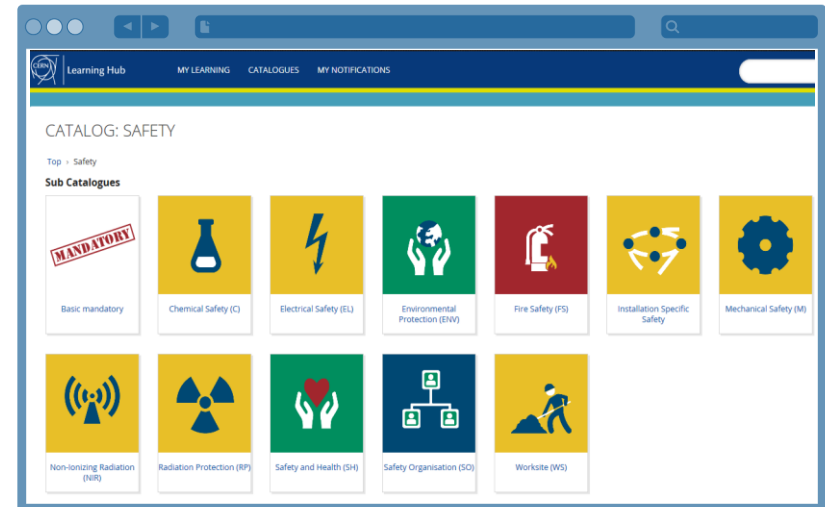 CERN
Learning Hub
MY LEARNING
CATALOGUES
MY NOTIFICATIONS
CATALOG: SAFETY
Top > Safety
Sub Catalogues
MANDATORY
Basic mandatory
Chemical Safety (C)
Electrical Safety (EL)
Environmental
Protection (ENV)
Fire Safety (FS)
Installation Specific
Safety
Mechanical Safety (M)
Non-Ionizing Radiation
(NIR)
Radiation Protection (RP)
Safety and Health (SH)
Safety Organisation (SO)
Worksite (WS)